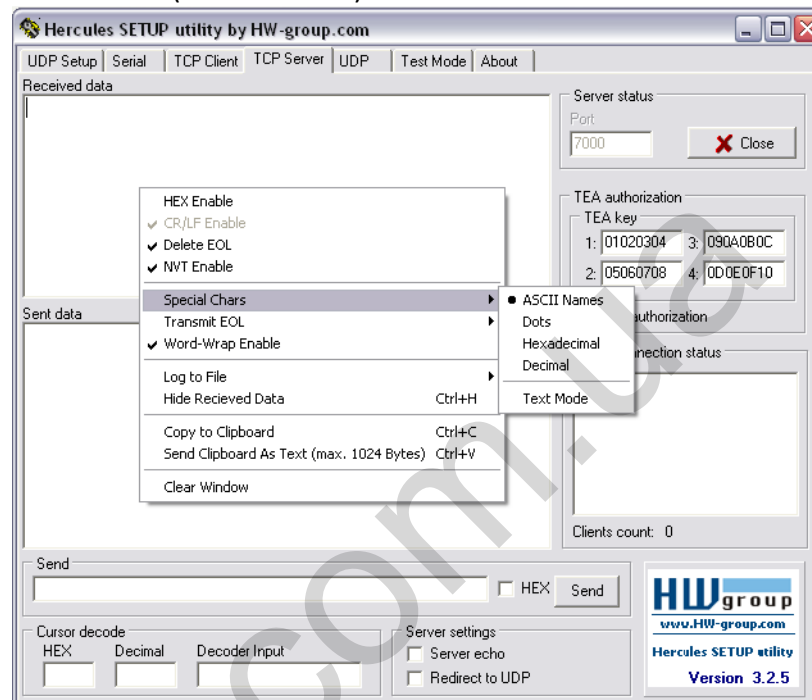 Hercules SETUP utility by HW-group.com
UDP Setup Serial TCP Client TCP Server UDP Test Mode About
Received data
Server status
Port
7000 Close
TEA authorization
TEA key
1: 01020304 3: 090A0B0C
2: 05060708 4: 0D0E0F10
authorization
nnection status
HEX Enable
CR/LF Enable
Delete EOL
NVT Enable
Special Chars
Transmit EOL
Word-Wrap Enable
Log to File
Hide Recieved Data Ctrl+H
Copy to Clipboard Ctrl+C
Send Clipboard As Text (max. 1024 Bytes) Ctrl+V
Clear Window
ASCII Names
Dots
Hexadecimal
Decimal
Text Mode
Sent data
Clients count: 0
Send
HEX Send
Cursor decode
HEX Decimal Decoder Input
Server settings
Server echo
Redirect to UDP
HWgroup
www.HW-group.com
Hercules SETUP utility
Version 3.2.5
com.ua